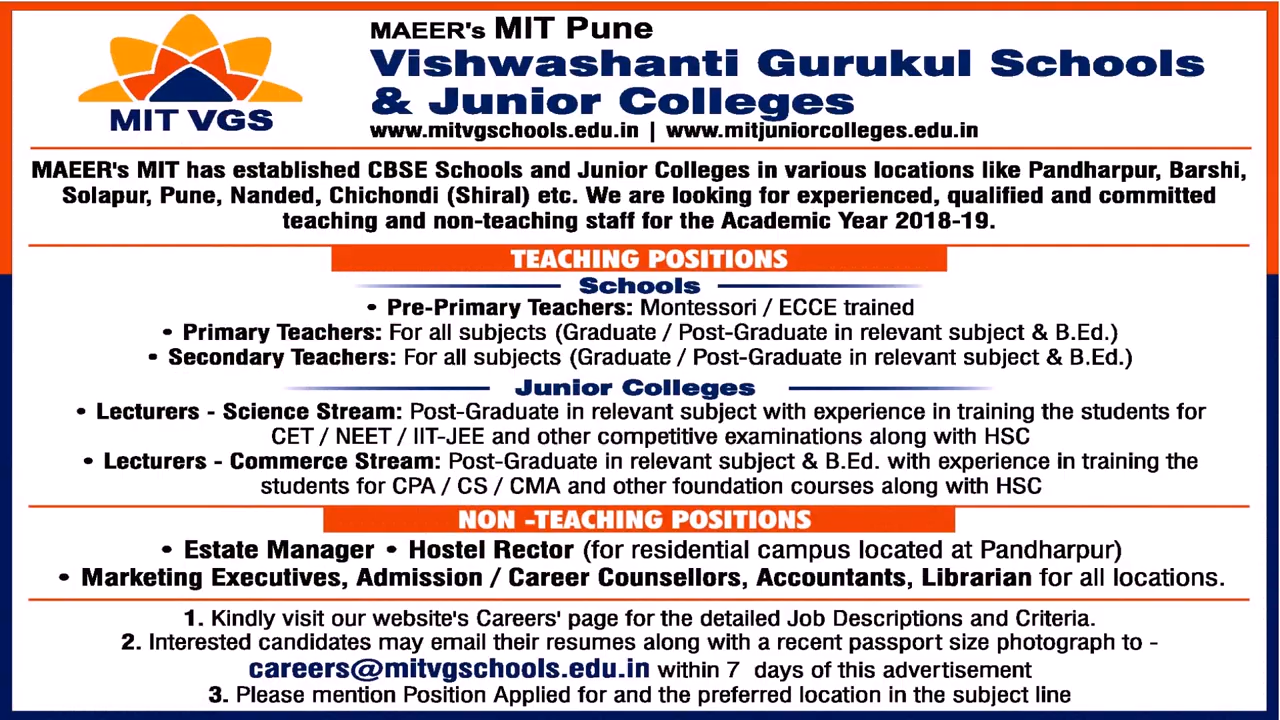 MIT VGS
MAEER's MIT Pune
Vishwashanti Gurukul Schools
& Junior Colleges
www.mitvgschools.edu.in | www.mitjuniorcolleges.edu.in
MAEER's MIT has established CBSE Schools and Junior Colleges in various locations like Pandharpur, Barshi,
Solapur, Pune, Nanded, Chichondi (Shiral) etc. We are looking for experienced, qualified and committed
teaching and non-teaching staff for the Academic Year 2018-19.
TEACHING POSITIONS
Schools
• Pre-Primary Teachers: Montessori / ECCE trained
• Primary Teachers: For all subjects (Graduate / Post-Graduate in relevant subject & B.Ed.)
• Secondary Teachers: For all subjects (Graduate / Post-Graduate in relevant subject & B.Ed.)
Junior Colleges
• Lecturers - Science Stream: Post-Graduate in relevant subject with experience in training the students for
CET / NEET / IIT-JEE and other competitive examinations along with HSC
• Lecturers - Commerce Stream: Post-Graduate in relevant subject & B.Ed. with experience in training the
students for CPA / CS / CMA and other foundation courses along with HSC
NON -TEACHING POSITIONS
• Estate Manager • Hostel Rector (for residential campus located at Pandharpur)
• Marketing Executives, Admission / Career Counsellors, Accountants, Librarian for all locations.
1. Kindly visit our website's Careers' page for the detailed Job Descriptions and Criteria.
2. Interested candidates may email their resumes along with a recent passport size photograph to -
careers@mitvgschools.edu.in within 7 days of this advertisement
3. Please mention Position Applied for and the preferred location in the subject line